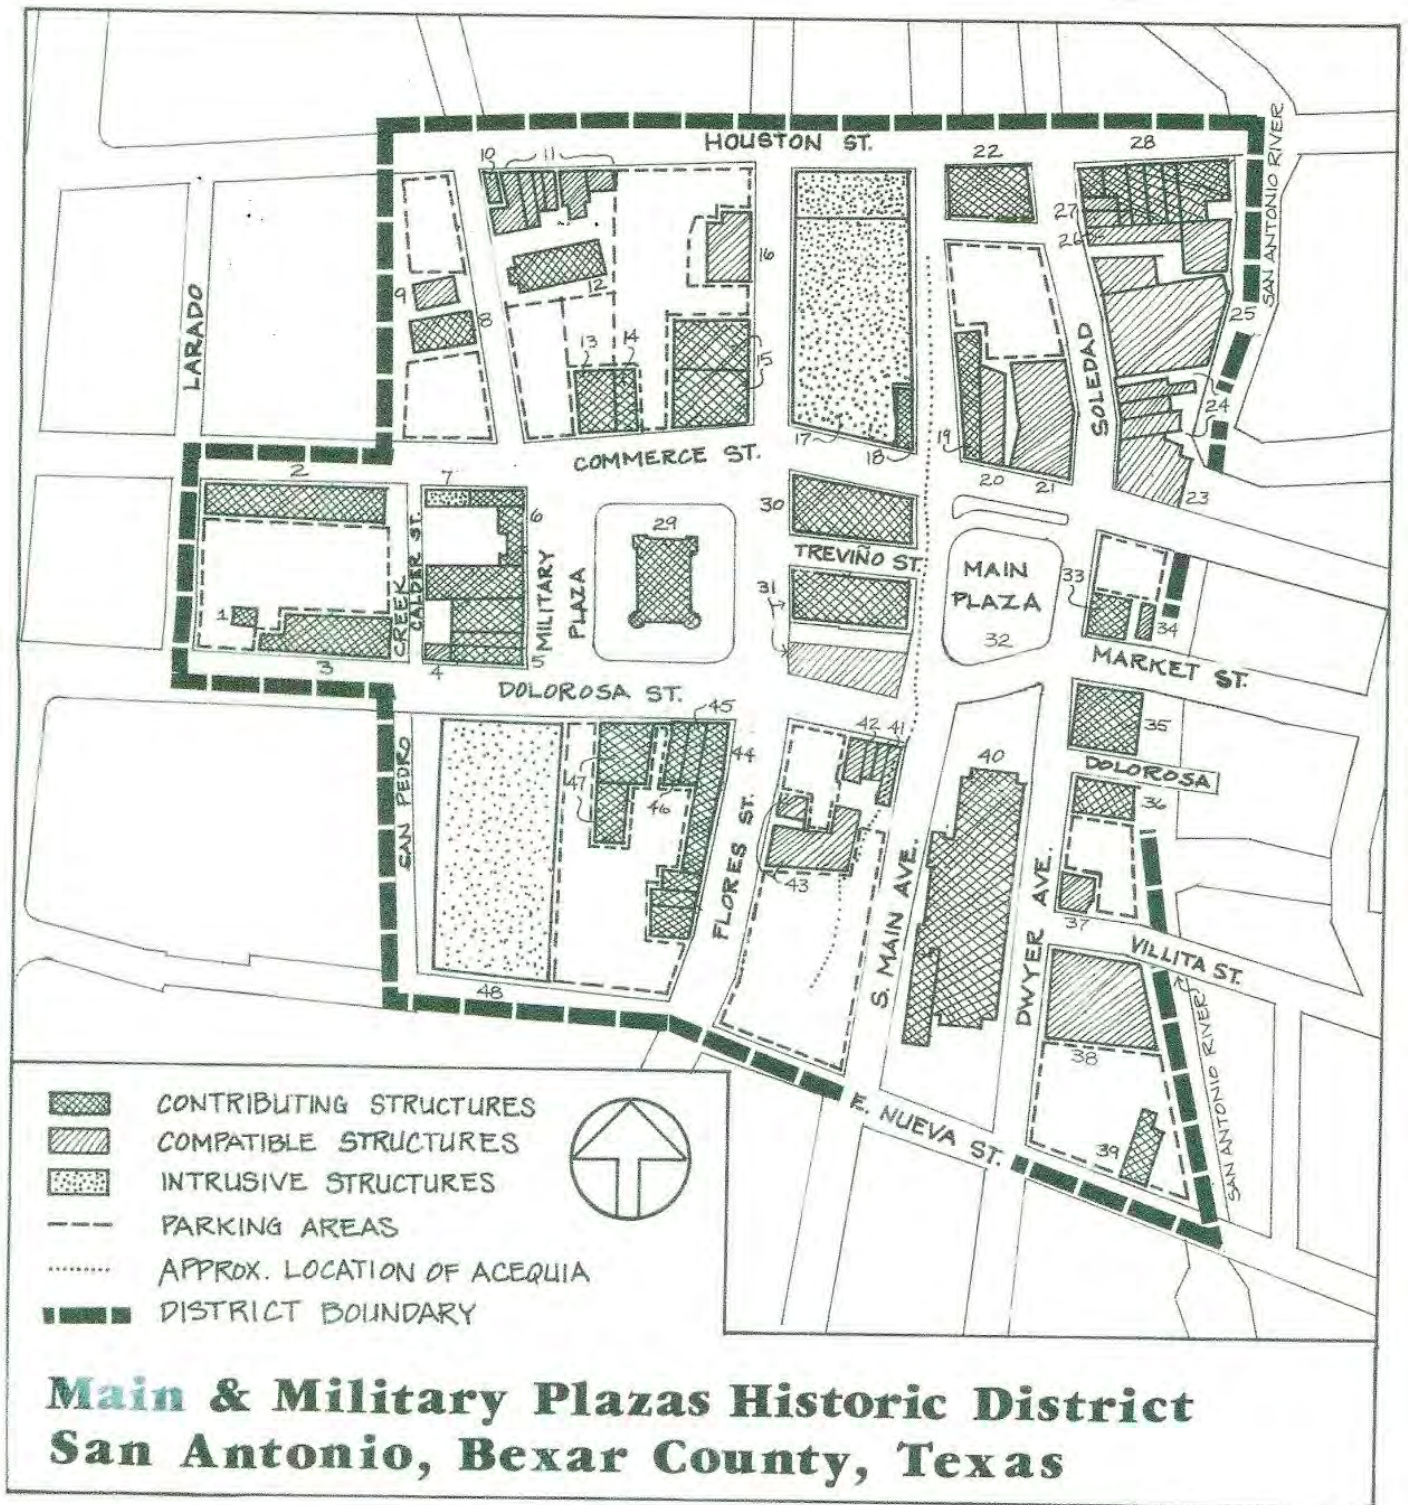 HOUSTON ST.
SAN ANTONIO RIVER
10
11
22
28
27
26
16
9
12
8
13
14
15
25
LARADO
SOLEDAD
24
17
18
19
20
21
23
COMMERCE ST.
2
7
6
30
29
CREEK
CALDER ST.
MILITARY
PLAZA
TREVIÑO ST.
MAIN
PLAZA
32
31
33
34
1
3
4
5
MARKET ST.
DOLOROSA ST.
45
44
42
41
40
35
DOLOROSA
36
SAN PEDRO
47
46
43
FLORES ST.
S. MAIN AVE.
DWYER AVE.
37
VILLITA ST.
48
38
39
SAN ANTONIO RIVER
E. NUEVA ST.
CONTRIBUTING STRUCTURES
COMPATIBLE STRUCTURES
INTRUSIVE STRUCTURES
PARKING AREAS
APPROX. LOCATION OF ACEQUIA
DISTRICT BOUNDARY
Main & Military Plazas Historic District
San Antonio, Bexar County, Texas
SAN ANTONIO RIVER